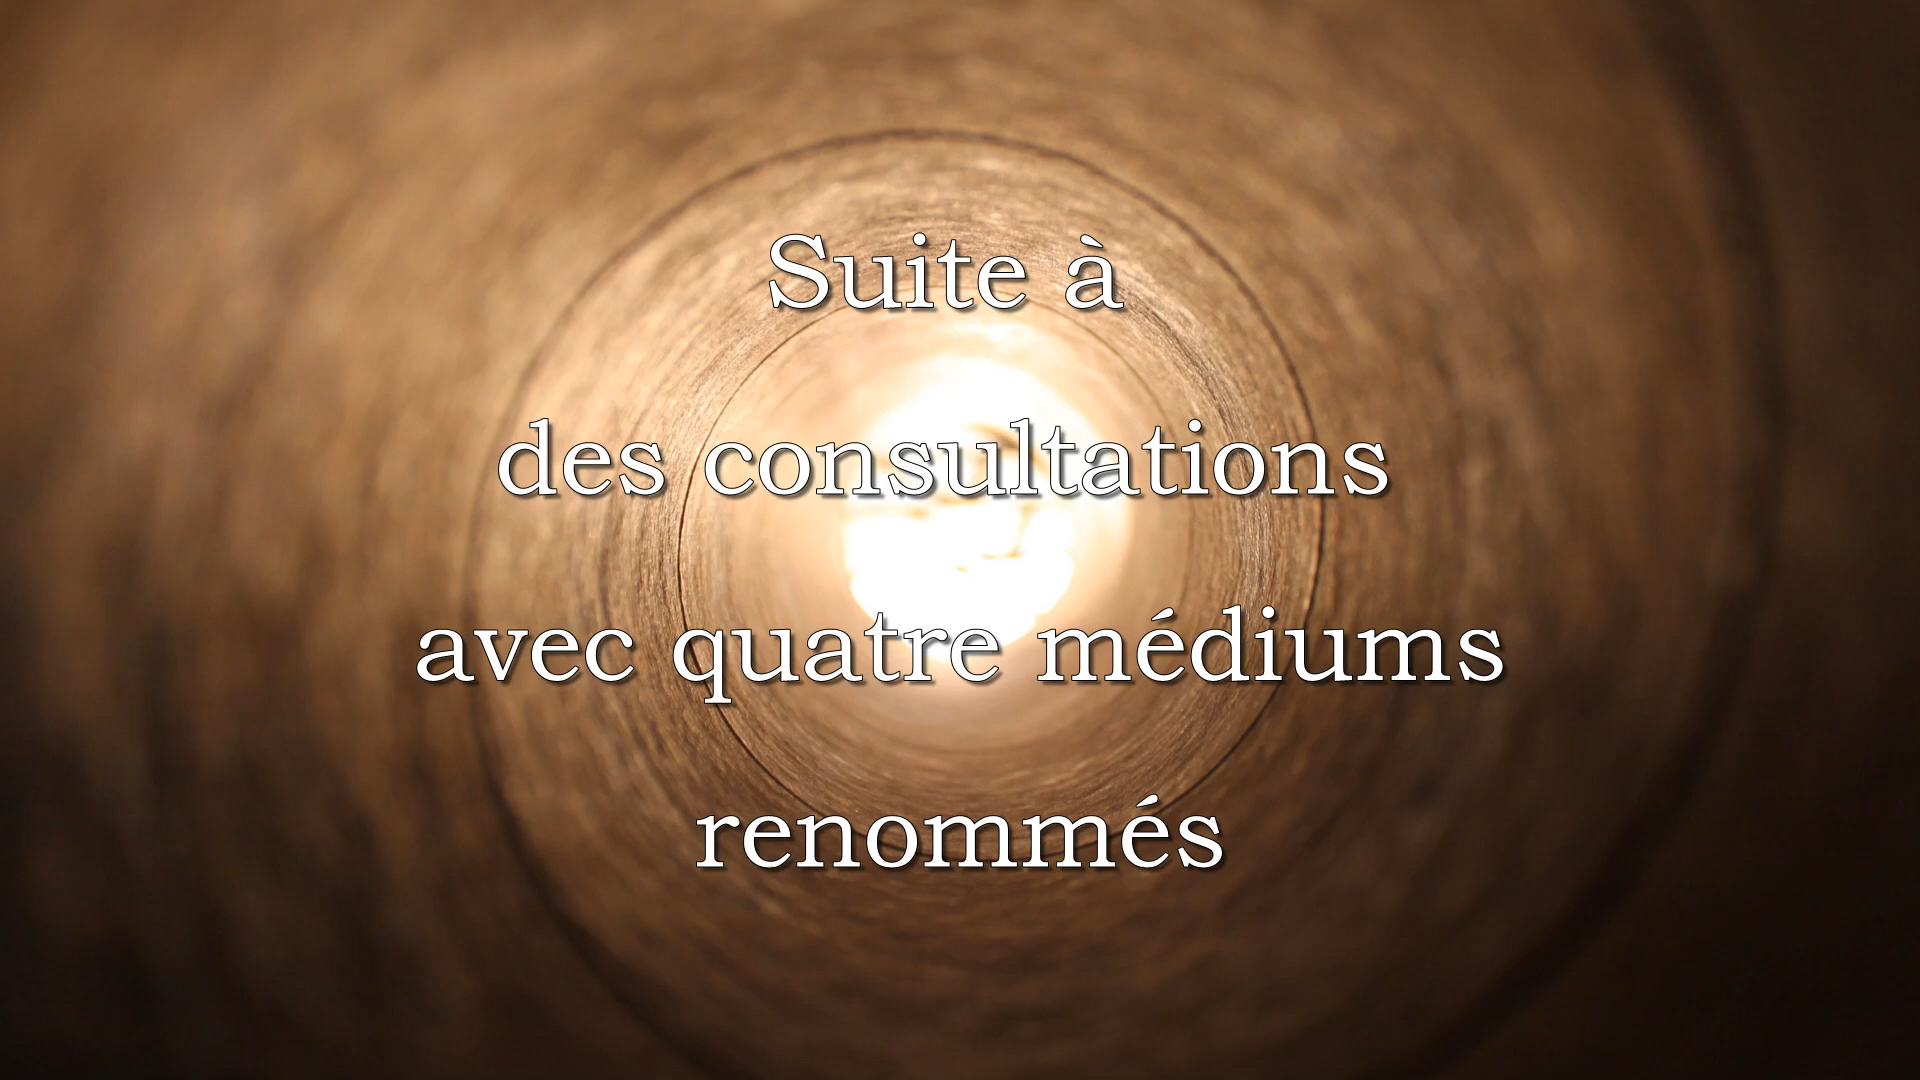 Suite à
des consultations
avec quatre médiums
renommés